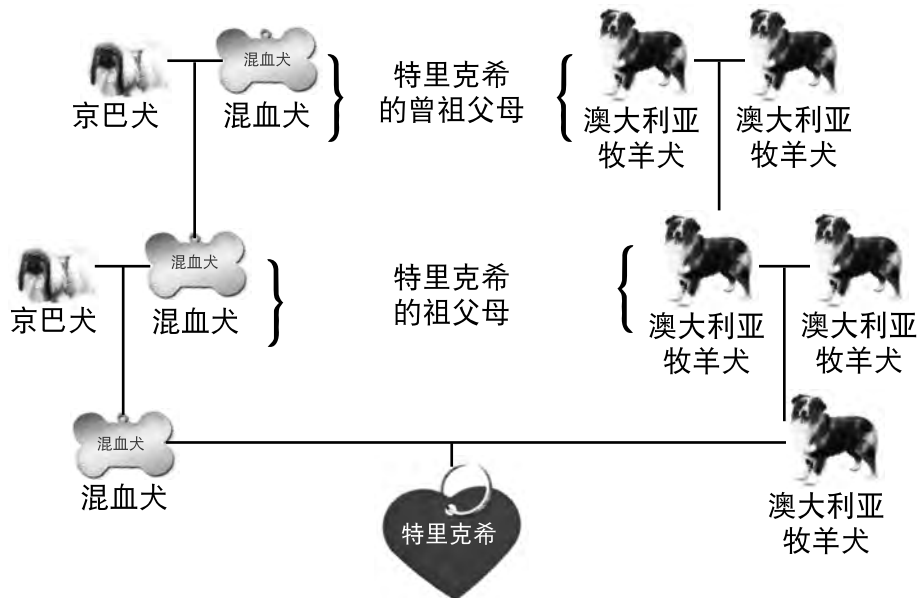 混血犬
京巴犬
混血犬
特里克希
的曾祖父母
澳大利亚
牧羊犬
澳大利亚
牧羊犬
混血犬
京巴犬
混血犬
特里克希
的祖父母
澳大利亚
牧羊犬
澳大利亚
牧羊犬
混血犬
混血犬
特里克希
澳大利亚
牧羊犬